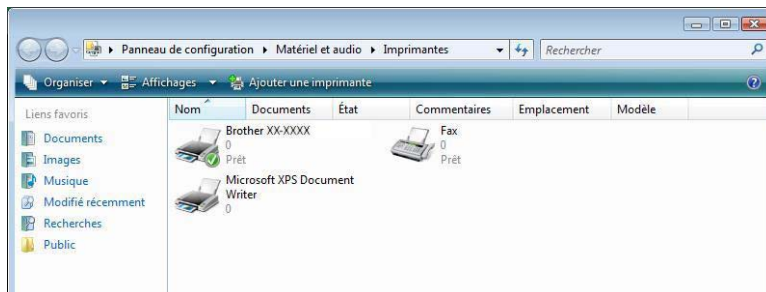 Panneau de configuration Matériel et audio Imprimantes Rechercher
Organiser Affichages Ajouter une imprimante ?
Liens favoris
Documents
Images
Musique
Modifié récemment
Recherches
Public
Nom Documents État Commentaires Emplacement Modèle
Brother XX-XXXX
0
Prêt
Fax
0
Prêt
Microsoft XPS Document
Writer
0